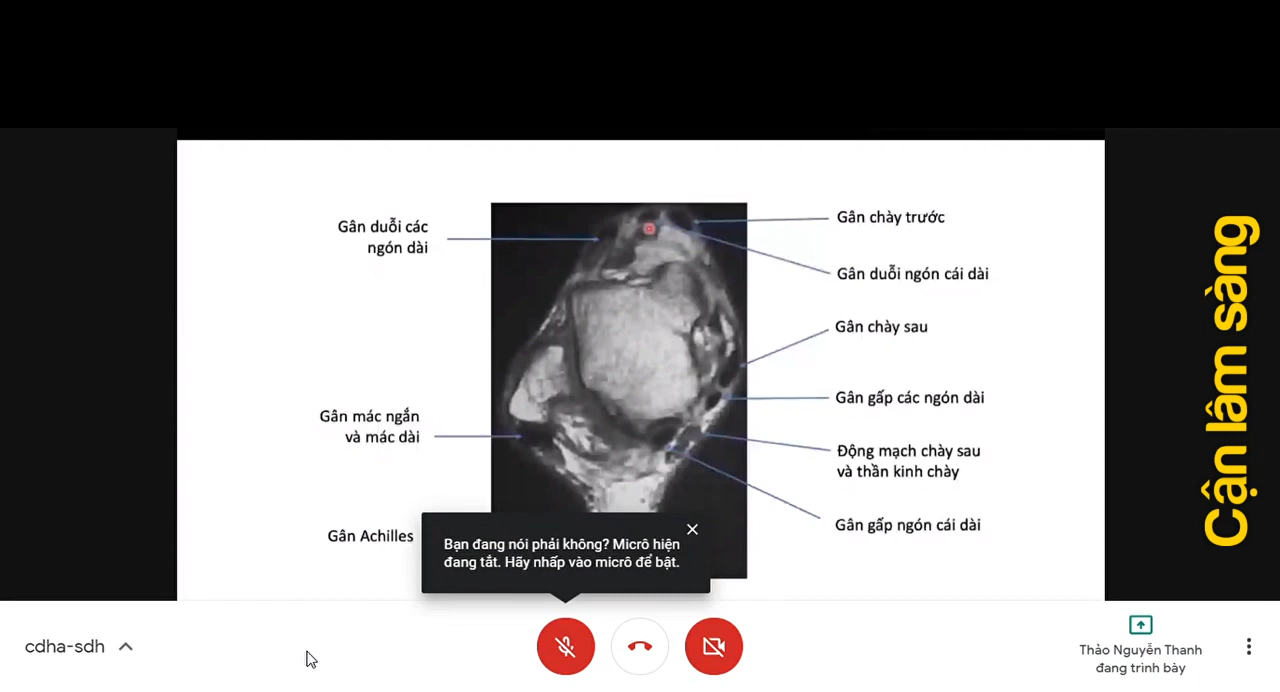 Gân duỗi các
ngón dài
Gân mác ngắn
và mác dài
Gân Achilles
Gân chày trước
Gân duỗi ngón cái dài
Gân chày sau
Gân gấp các ngón dài
Động mạch chày sau
và thần kinh chày
Gân gấp ngón cái dài
Cận lâm sàng
Bạn đang nói phải không? Micrô hiện
đang tắt. Hãy nhấp vào micrô để bật.
cdha-sdh
Thảo Nguyễn Thanh
đang trình bày